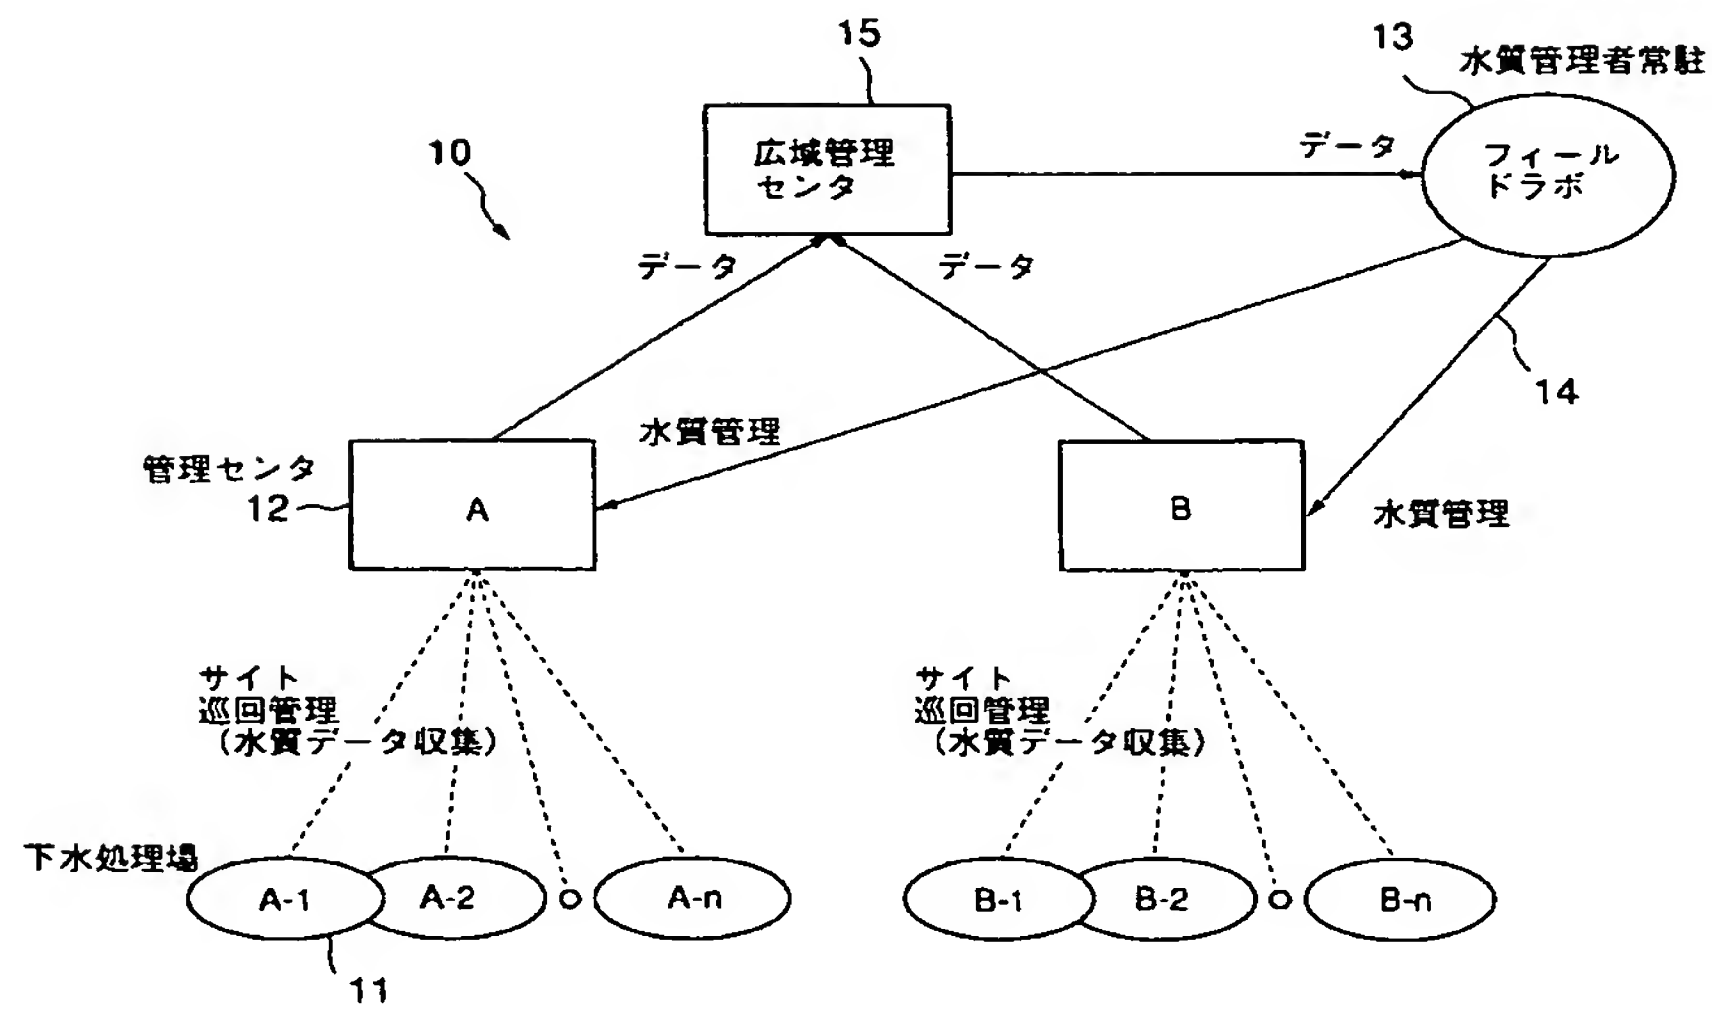 15
13
水質管理者常駐
10
広域管理
センタ
データ
フィール
ドラボ
データ
データ
14
水質管理
管理センタ
12
A
B
水質管理
サイト
巡回管理
(水質データ収集)
サイト
巡回管理
(水質データ収集)
下水処理場
A-1
A-2
A-n
B-1
B-2
B-n
11